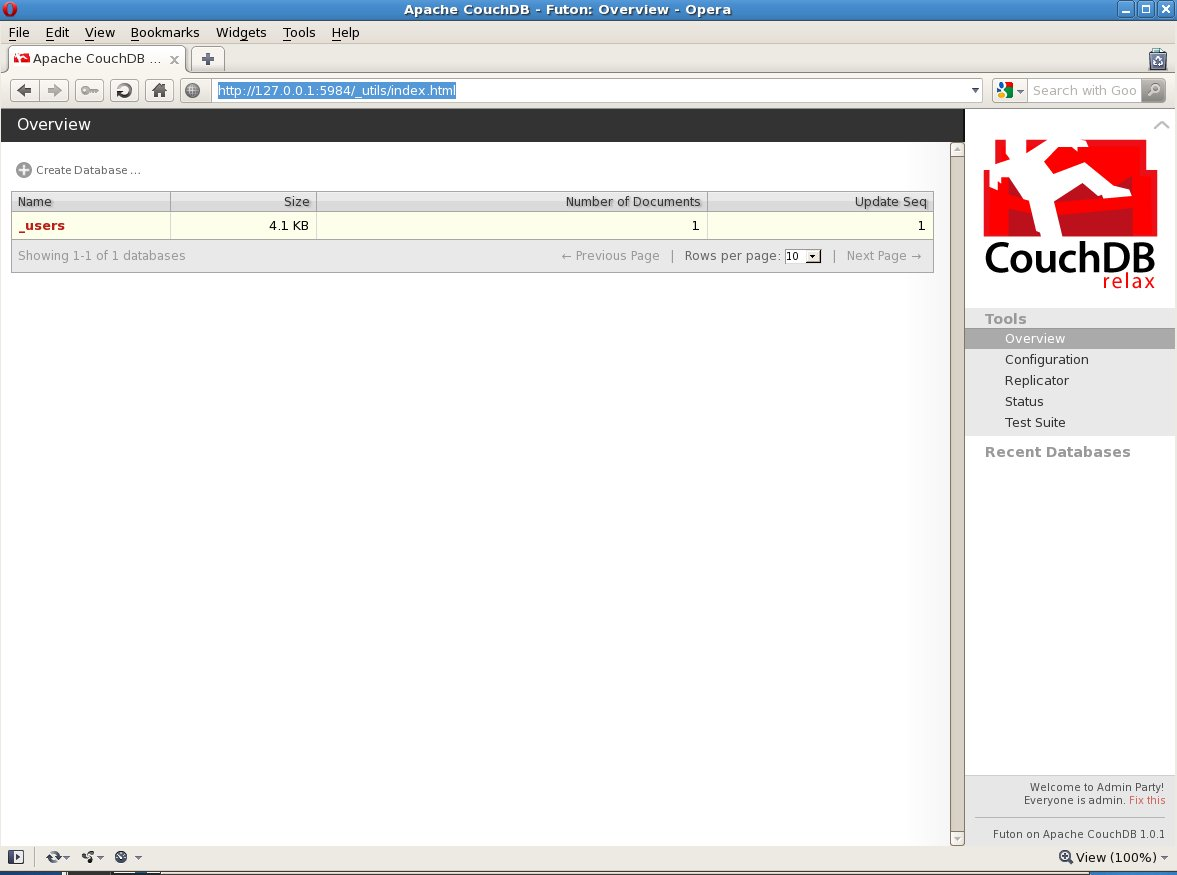 Apache CouchDB - Futon: Overview - Opera
File Edit View Bookmarks Widgets Tools Help
Apache CouchDB ...
http://127.0.0.1:5984/_utils/index.html
Search with Goo
Overview
Create Database ...
Name Size Number of Documents Update Seq
_users 4.1 KB 1 1
Showing 1-1 of 1 databases ← Previous Page | Rows per page: 10 | Next Page →
CouchDB
relax
Tools
Overview
Configuration
Replicator
Status
Test Suite
Recent Databases
Welcome to Admin Party!
Everyone is admin. Fix this
Futon on Apache CouchDB 1.0.1
View (100%)